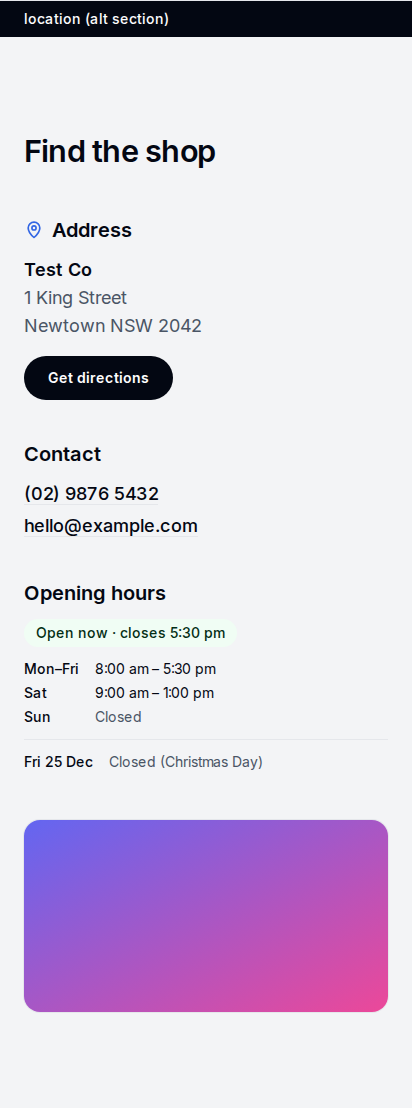 location (alt section)
Find the shop
Address
Test Co
1 King Street
Newtown NSW 2042
Get directions
Contact
(02) 9876 5432
hello@example.com
Opening hours
Open now · closes 5:30 pm
Mon–Fri 8:00 am – 5:30 pm
Sat 9:00 am – 1:00 pm
Sun Closed
Fri 25 Dec Closed (Christmas Day)